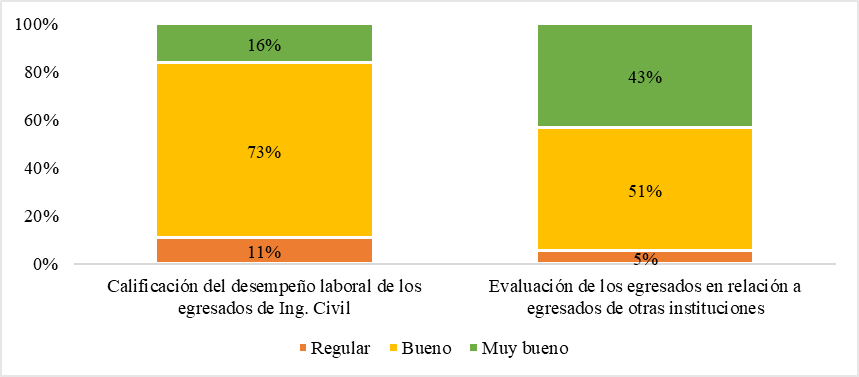 100%
80%
60%
40%
20%
0%
16%
73%
11%
43%
51%
5%
Calificación del desempeño laboral de los
egresados de Ing. Civil
Evaluación de los egresados en relación a
egresados de otras instituciones
Regular Bueno Muy bueno